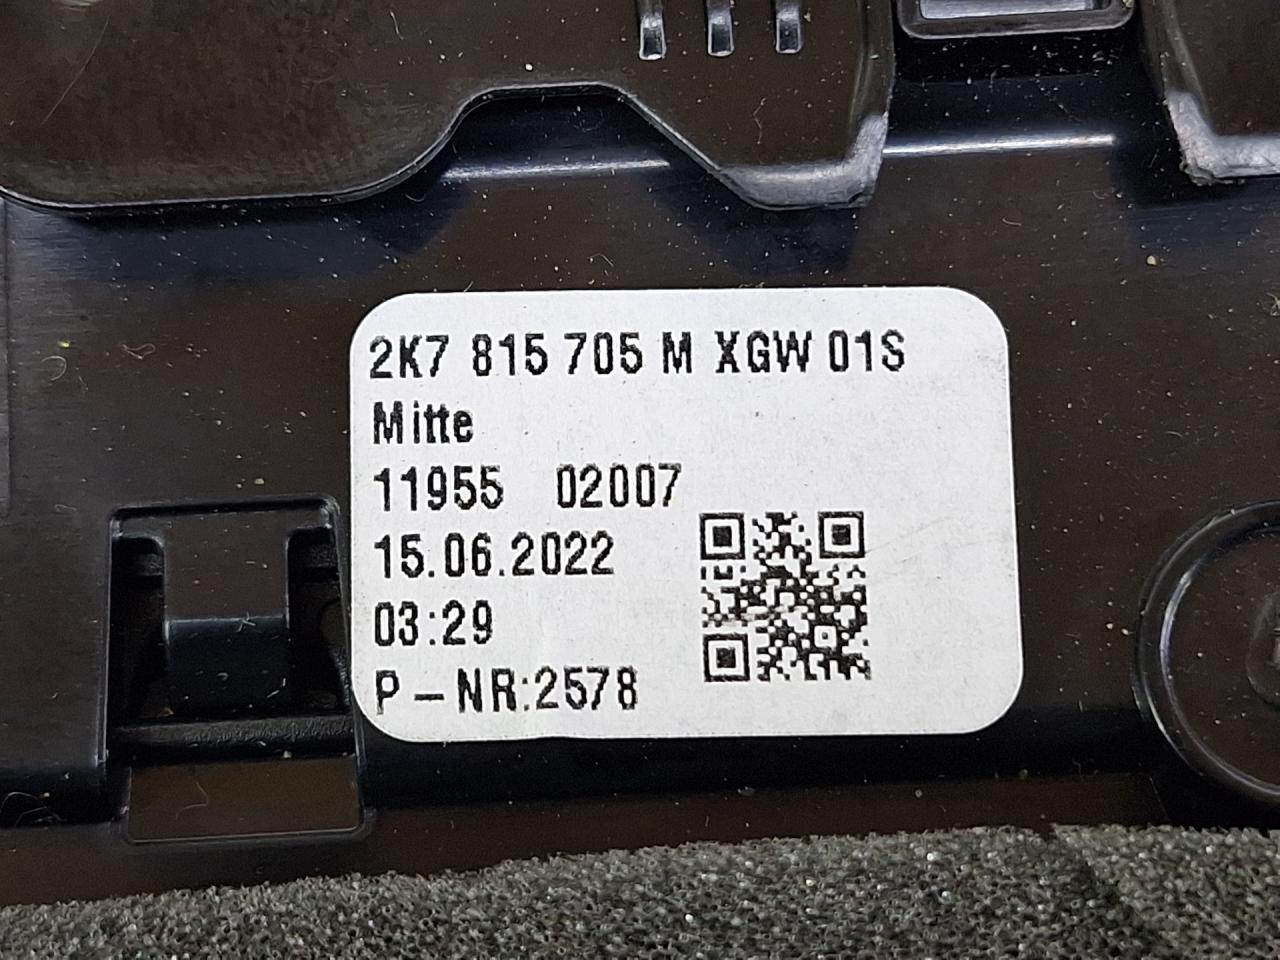 2K7 815 705 M XGW 01S
Mitte
11955 02007
15.06.2022
03:29
P-NR:2578